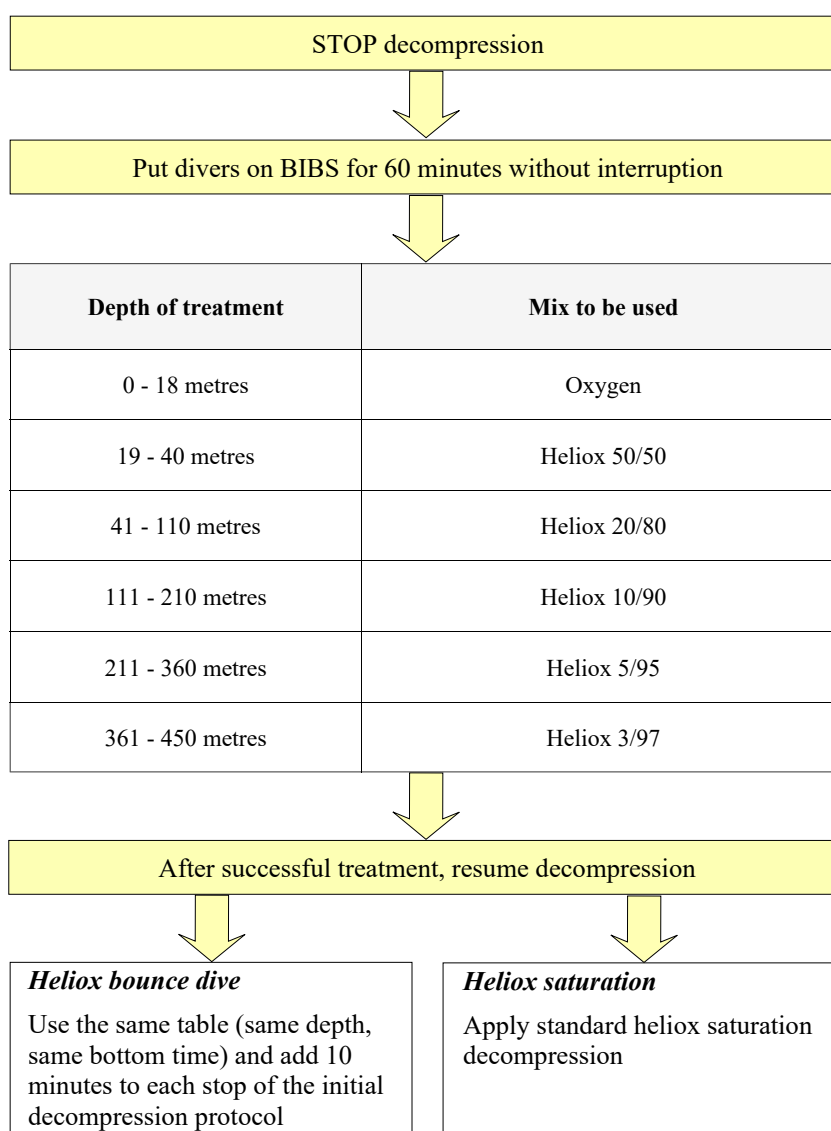 STOP decompression
Put divers on BIBS for 60 minutes without interruption
Depth of treatment
Mix to be used
0 - 18 metres
Oxygen
19 - 40 metres
Heliox 50/50
41 - 110 metres
Heliox 20/80
111 - 210 metres
Heliox 10/90
211 - 360 metres
Heliox 5/95
361 - 450 metres
Heliox 3/97
After successful treatment, resume decompression
Heliox bounce dive
Use the same table (same depth,
same bottom time) and add 10
minutes to each stop of the initial
decompression protocol
Heliox saturation
Apply standard heliox saturation
decompression